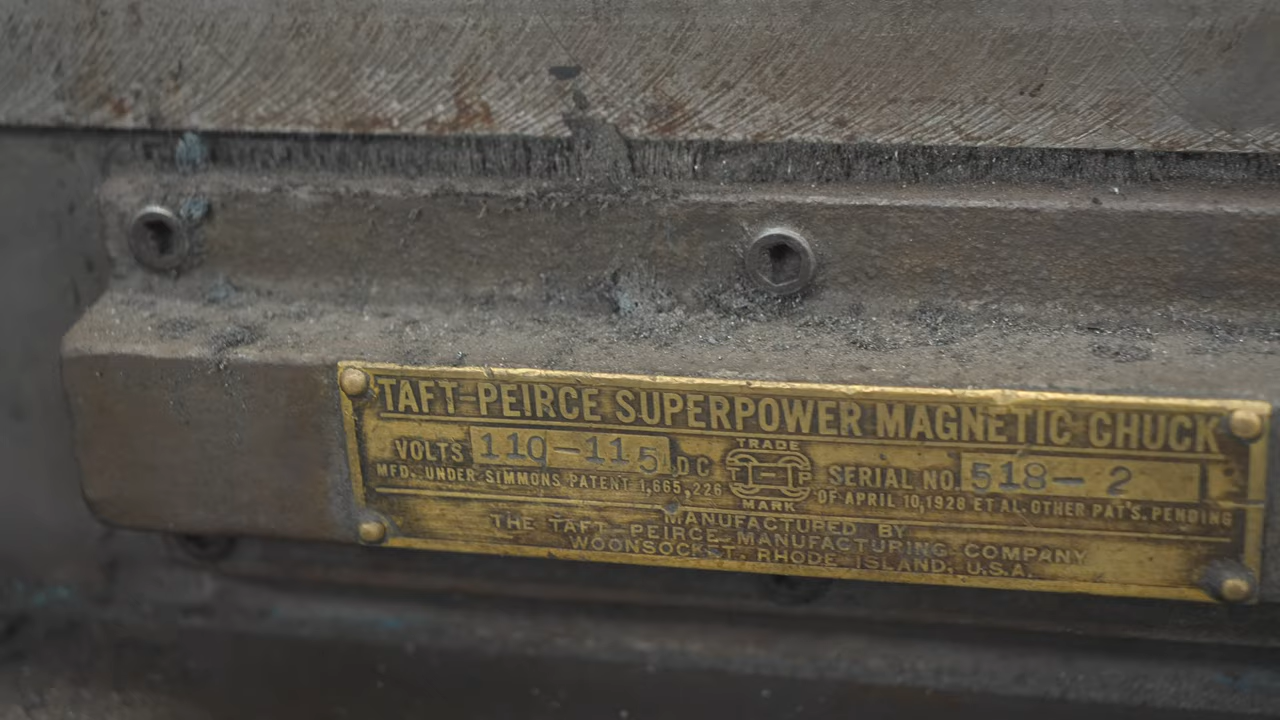 TAFT-PEIRCE SUPERPOWER MAGNETIC CHUCK
VOLTS 110-115 DC
TRADE
T-P
MARK
SERIAL NO. 518-2
MFD. UNDER SIMMONS PATENT 1,665,226 OF APRIL 10, 1928 ET AL. OTHER PAT'S. PENDING
MANUFACTURED BY
THE TAFT-PEIRCE MANUFACTURING COMPANY
WOONSOCKET, RHODE ISLAND, U.S.A.